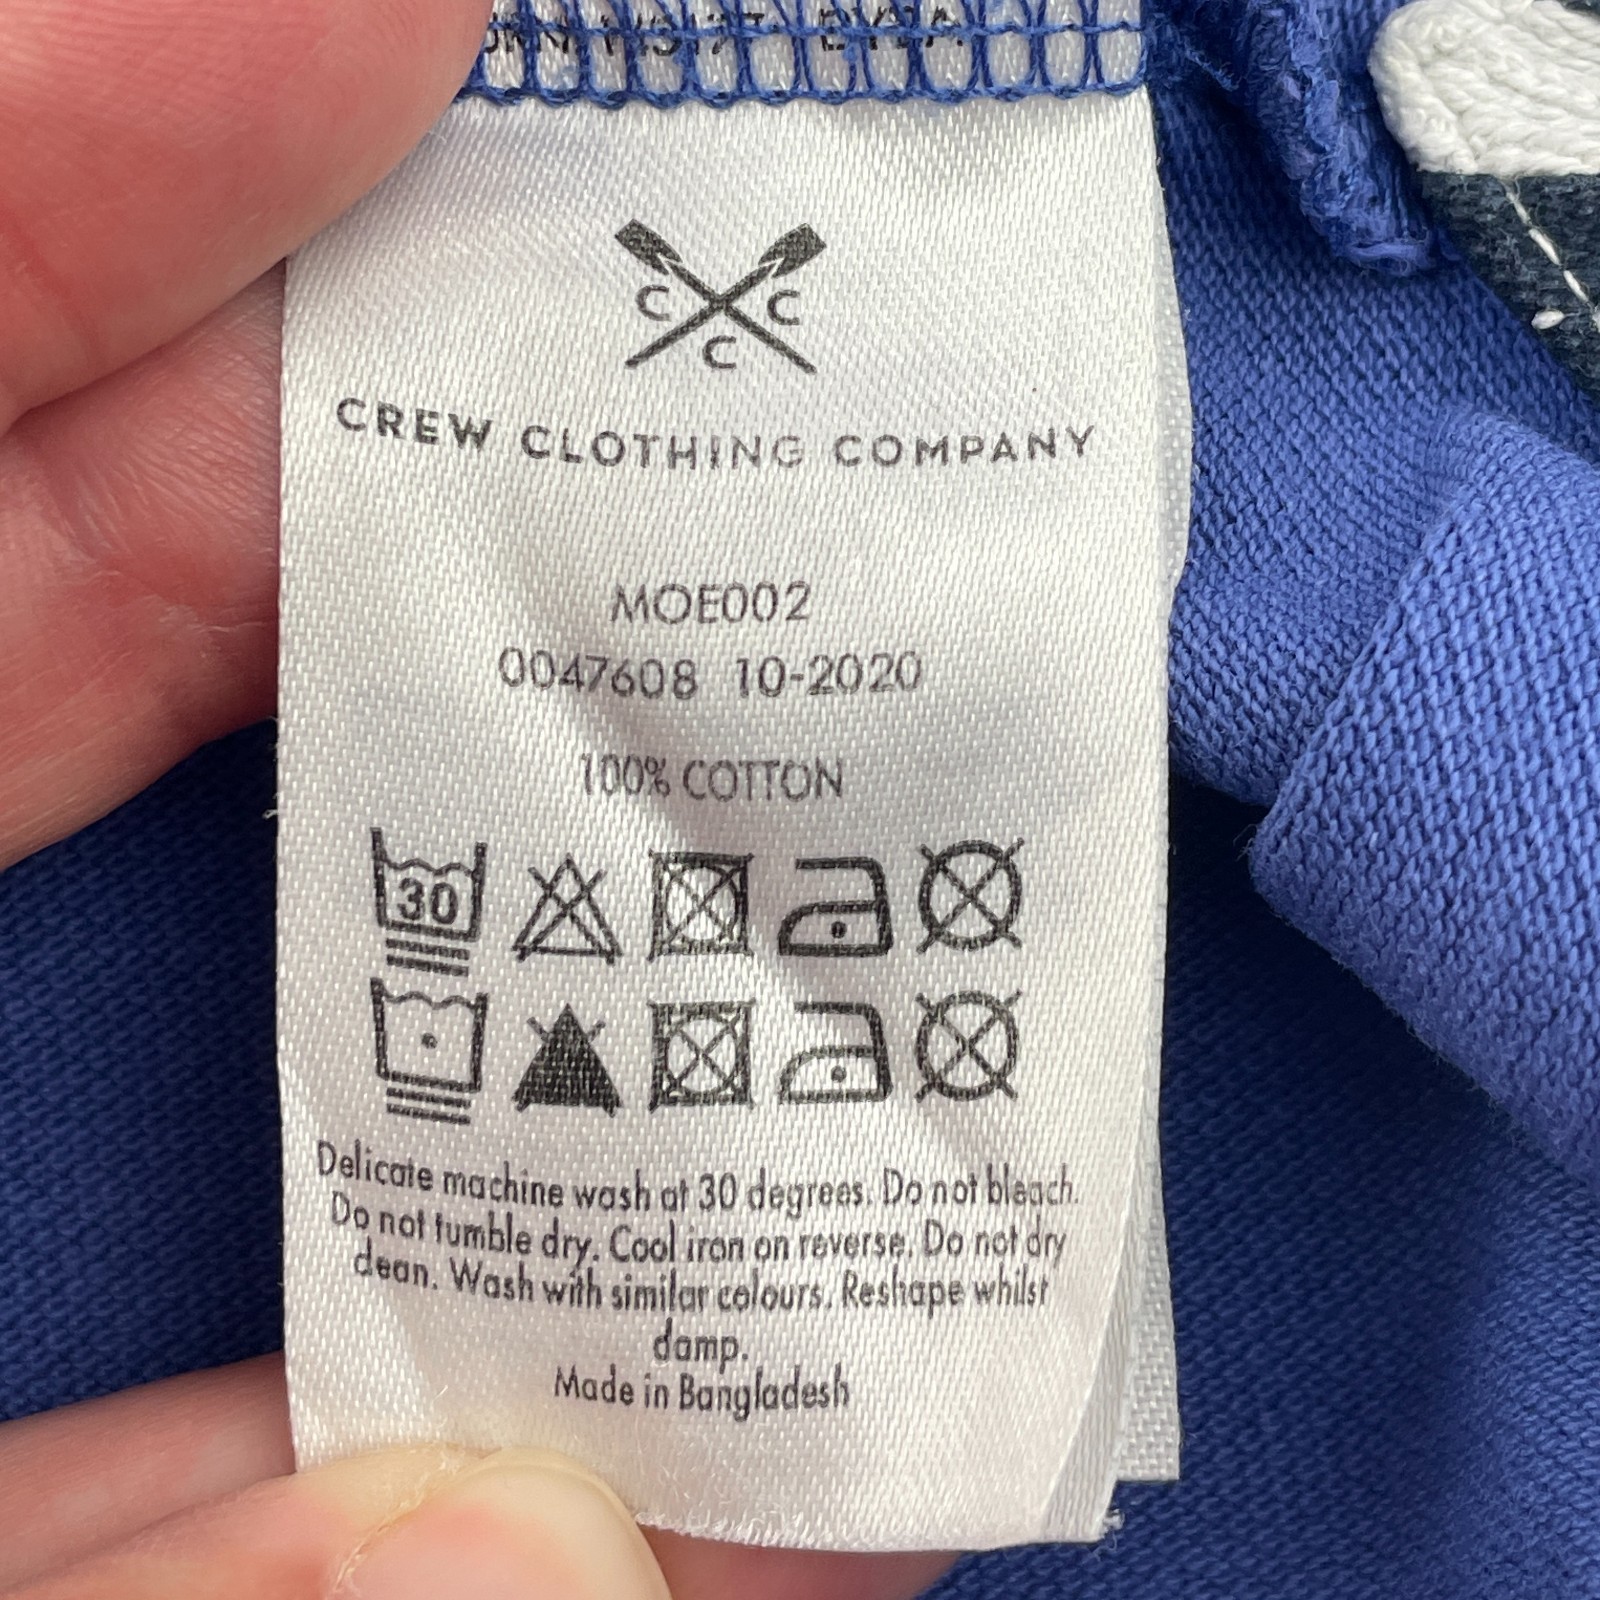 C C
C
CREW CLOTHING COMPANY
MOE002
0047608 10-2020
100% COTTON
30
Delicate machine wash at 30 degrees. Do not bleach.
Do not tumble dry. Cool iron on reverse. Do not dry
clean. Wash with similar colours. Reshape whilst
damp.
Made in Bangladesh